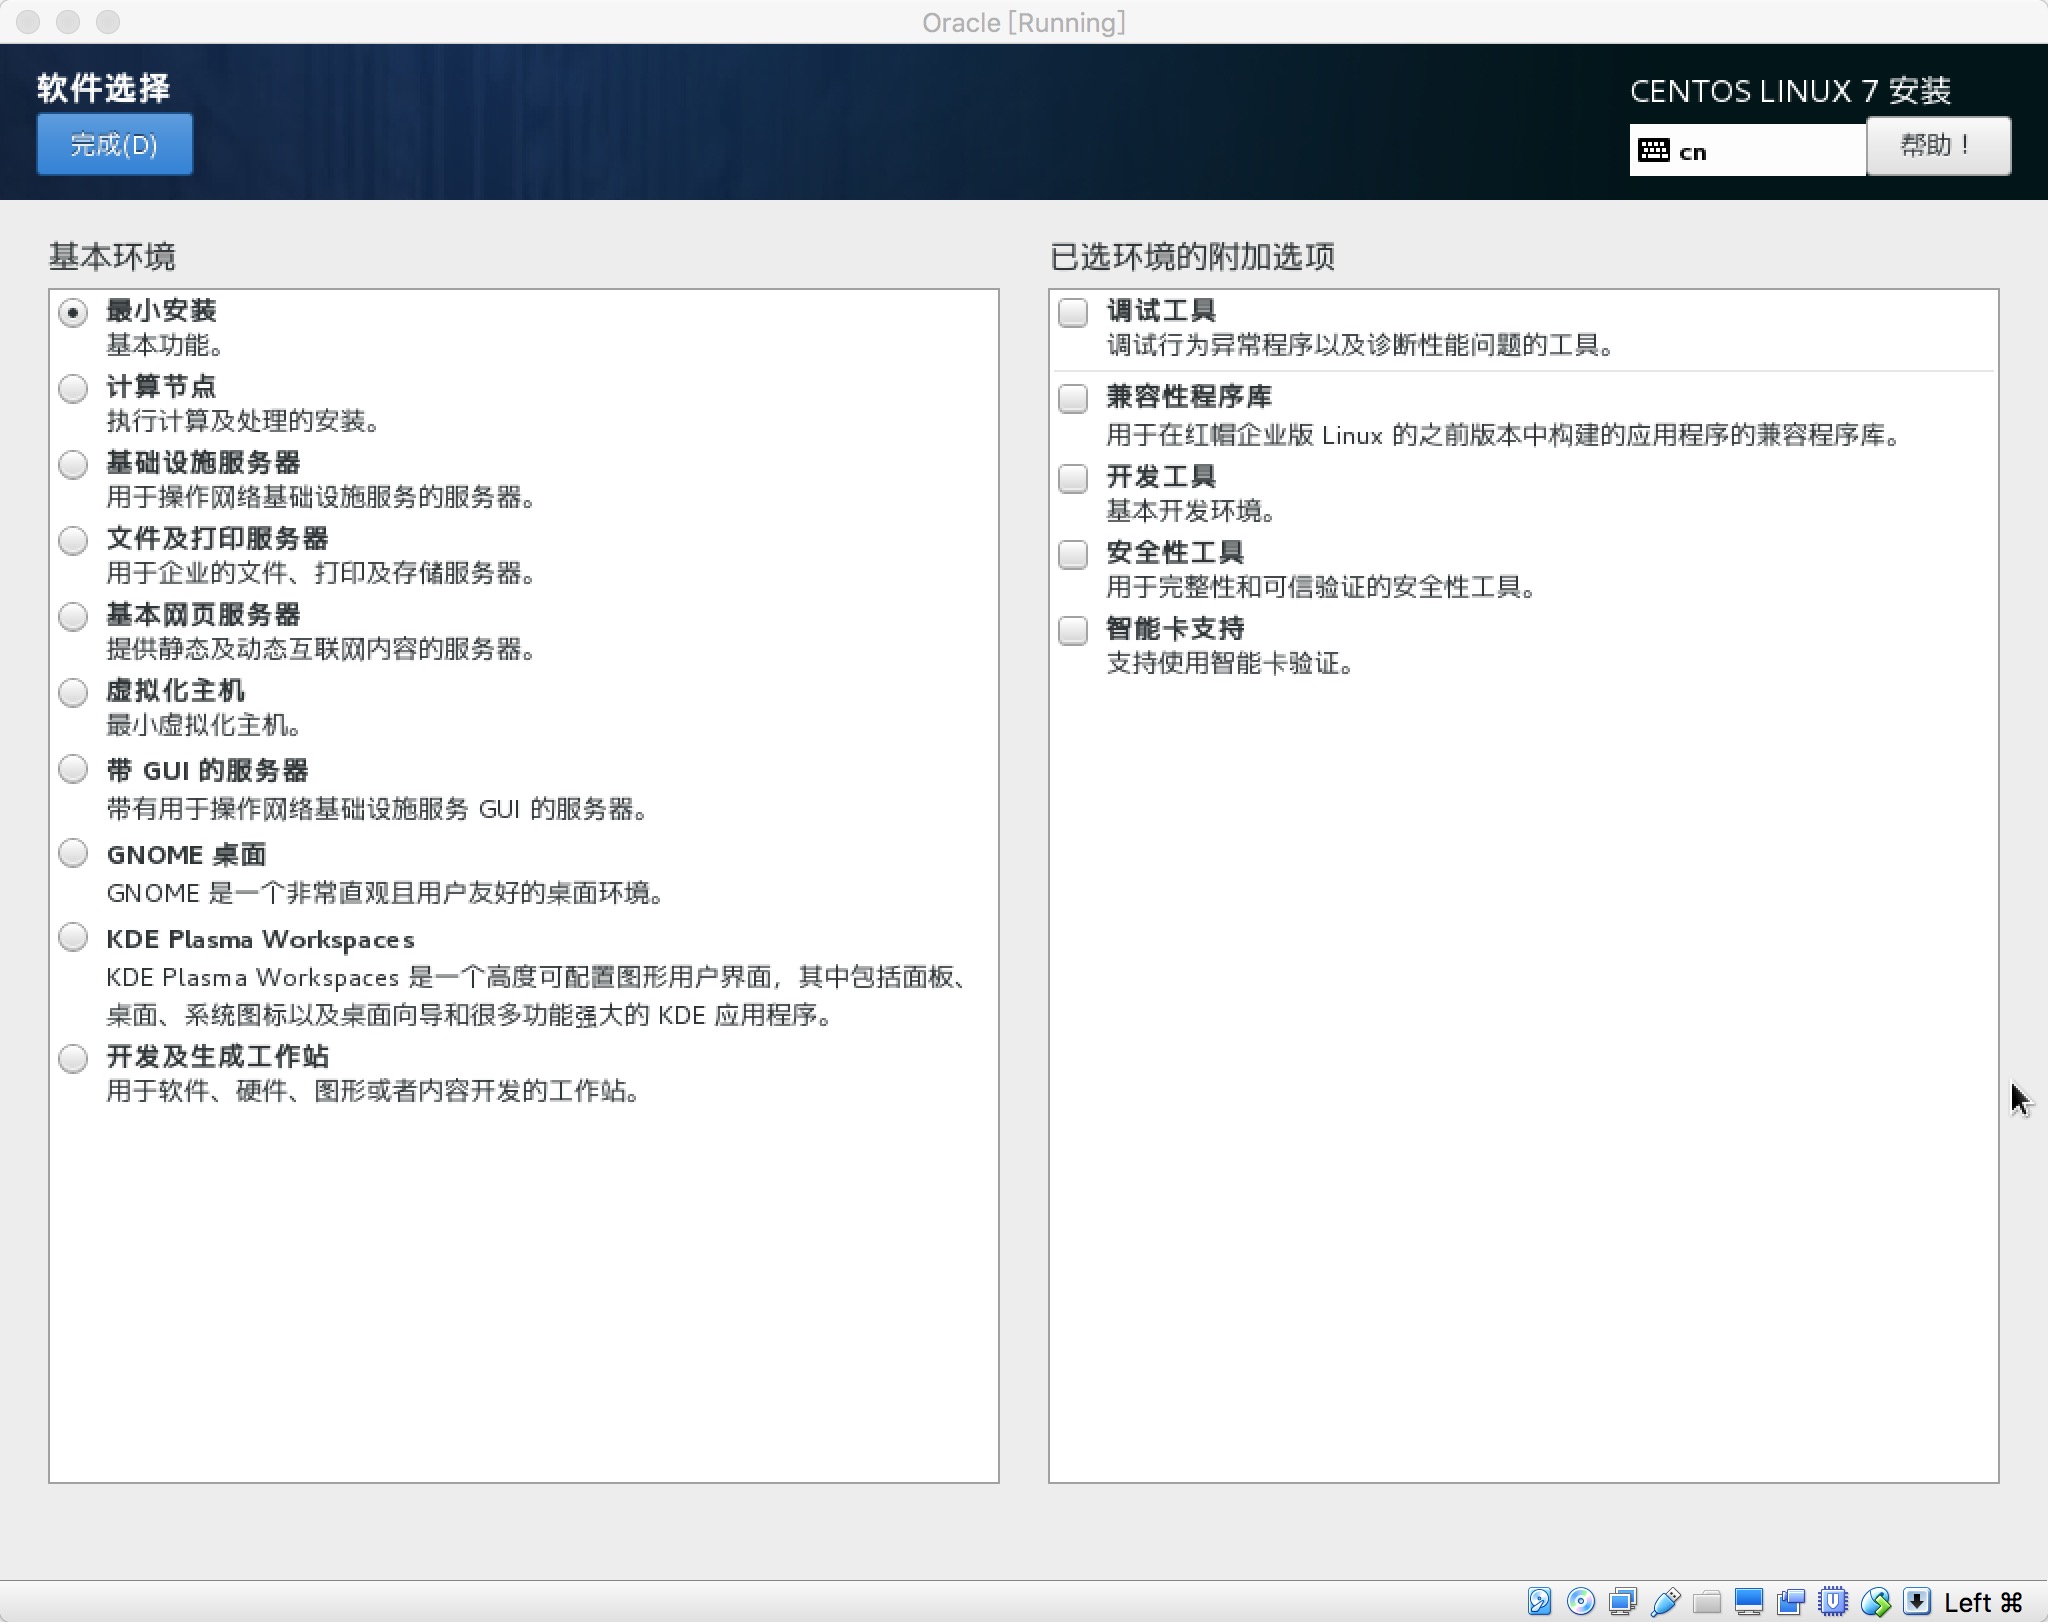 Oracle [Running]
软件选择
CENTOS LINUX 7 安装
完成(D)
cn
帮助！
基本环境
最小安装
基本功能。
计算节点
执行计算及处理的安装。
基础设施服务器
用于操作网络基础设施服务的服务器。
文件及打印服务器
用于企业的文件、打印及存储服务器。
基本网页服务器
提供静态及动态互联网内容的服务器。
虚拟化主机
最小虚拟化主机。
带 GUI 的服务器
带有用于操作网络基础设施服务 GUI 的服务器。
GNOME 桌面
GNOME 是一个非常直观且用户友好的桌面环境。
KDE Plasma Workspaces
KDE Plasma Workspaces 是一个高度可配置图形用户界面，其中包括面板、
桌面、系统图标以及桌面向导和很多功能强大的 KDE 应用程序。
开发及生成工作站
用于软件、硬件、图形或者内容开发的工作站。
已选环境的附加选项
调试工具
调试行为异常程序以及诊断性能问题的工具。
兼容性程序库
用于在红帽企业版 Linux 的之前版本中构建的应用程序的兼容程序库。
开发工具
基本开发环境。
安全性工具
用于完整性和可信验证的安全性工具。
智能卡支持
支持使用智能卡验证。
Left ⌘